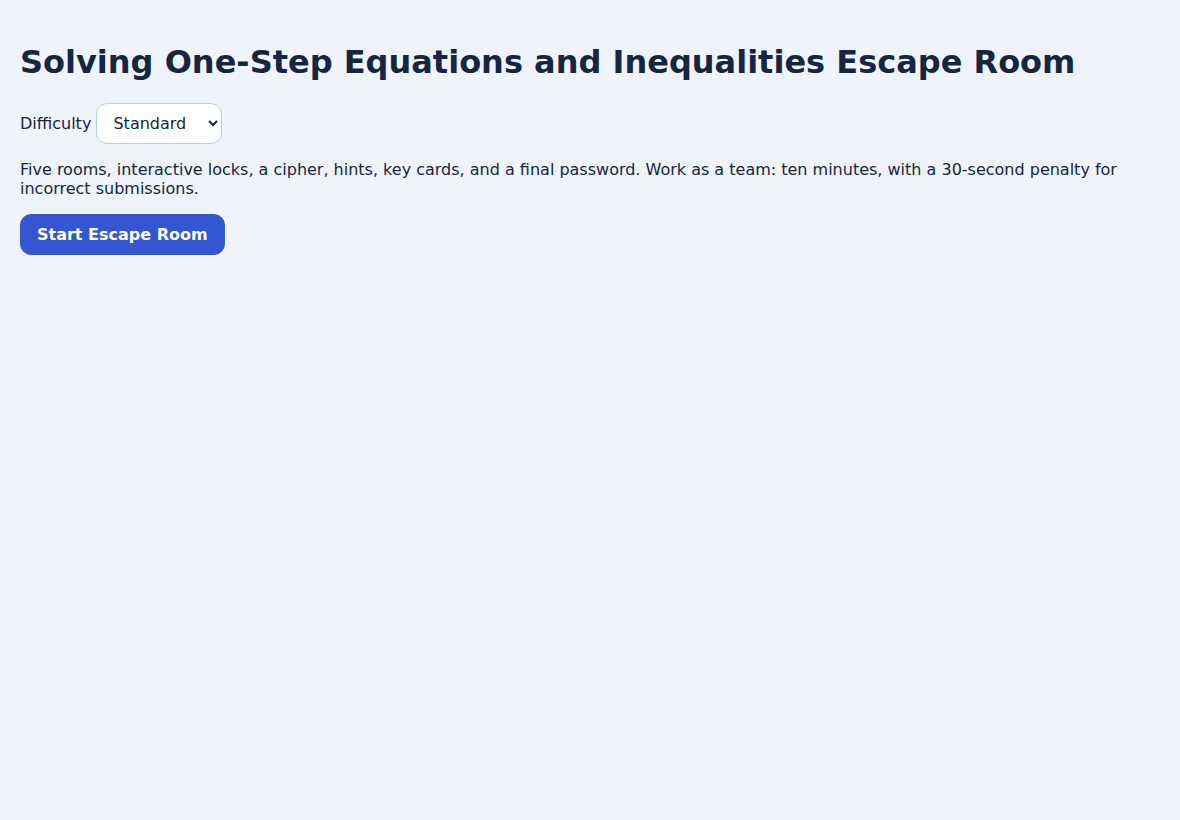 Solving One-Step Equations and Inequalities Escape Room
Difficulty Standard
Five rooms, interactive locks, a cipher, hints, key cards, and a final password. Work as a team: ten minutes, with a 30-second penalty for
incorrect submissions.
Start Escape Room